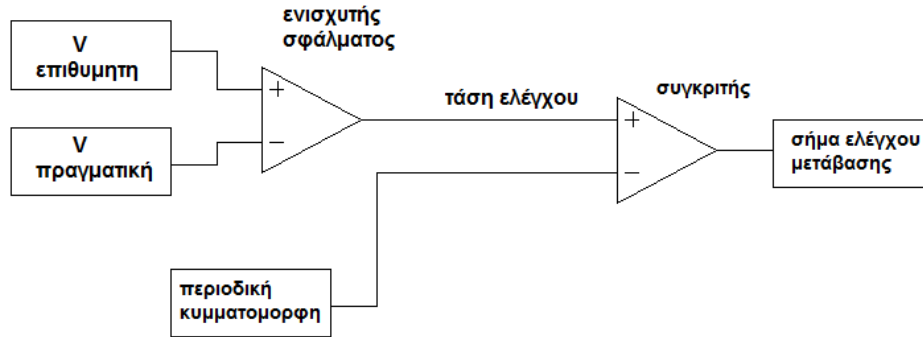 V
επιθυμητη
ενισχυτής
σφάλματος
+
−
V
πραγματική
τάση ελέγχου
συγκριτής
+
−
σήμα ελέγχου
μετάβασης
περιοδική
κυμματομορφη